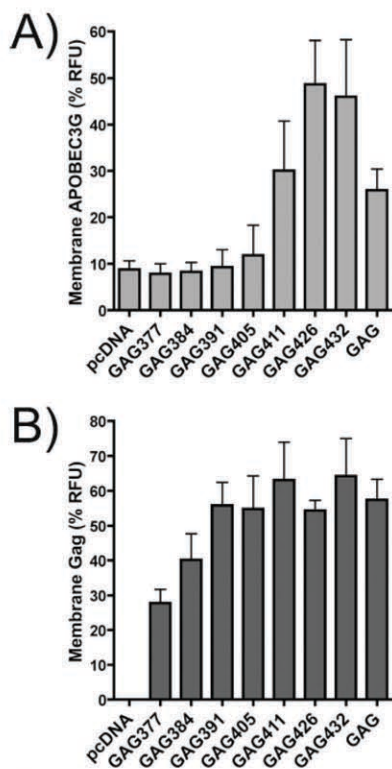 A)
Membrane APOBEC3G (% RFU)
60
50
40
30
20
10
0
pcDNA
GAG377
GAG384
GAG391
GAG405
GAG411
GAG426
GAG432
GAG
B)
Membrane Gag (% RFU)
80
70
60
50
40
30
20
10
0
pcDNA
GAG377
GAG384
GAG391
GAG405
GAG411
GAG426
GAG432
GAG